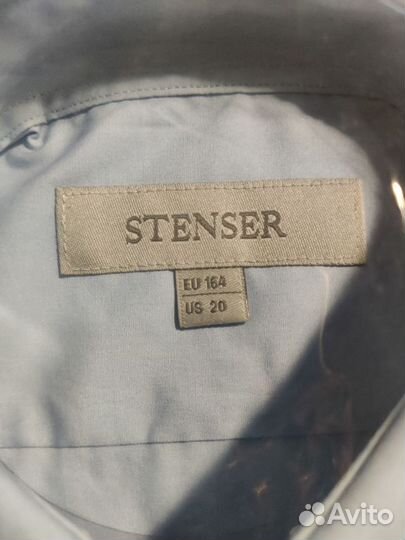 STENSER
EU 164
US 20
Avito